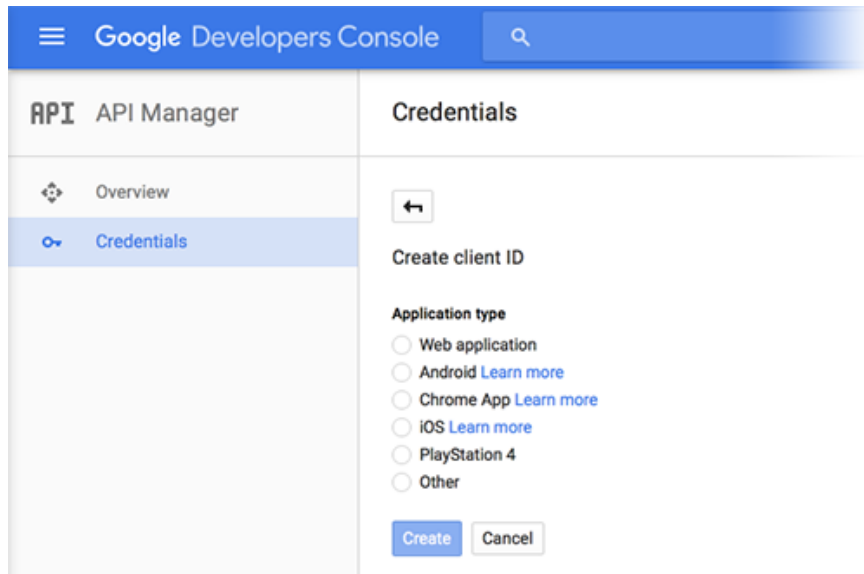 Google Developers Console
API API Manager
Credentials
Overview
Credentials
Create client ID
Application type
Web application
Android Learn more
Chrome App Learn more
iOS Learn more
PlayStation 4
Other
Create Cancel